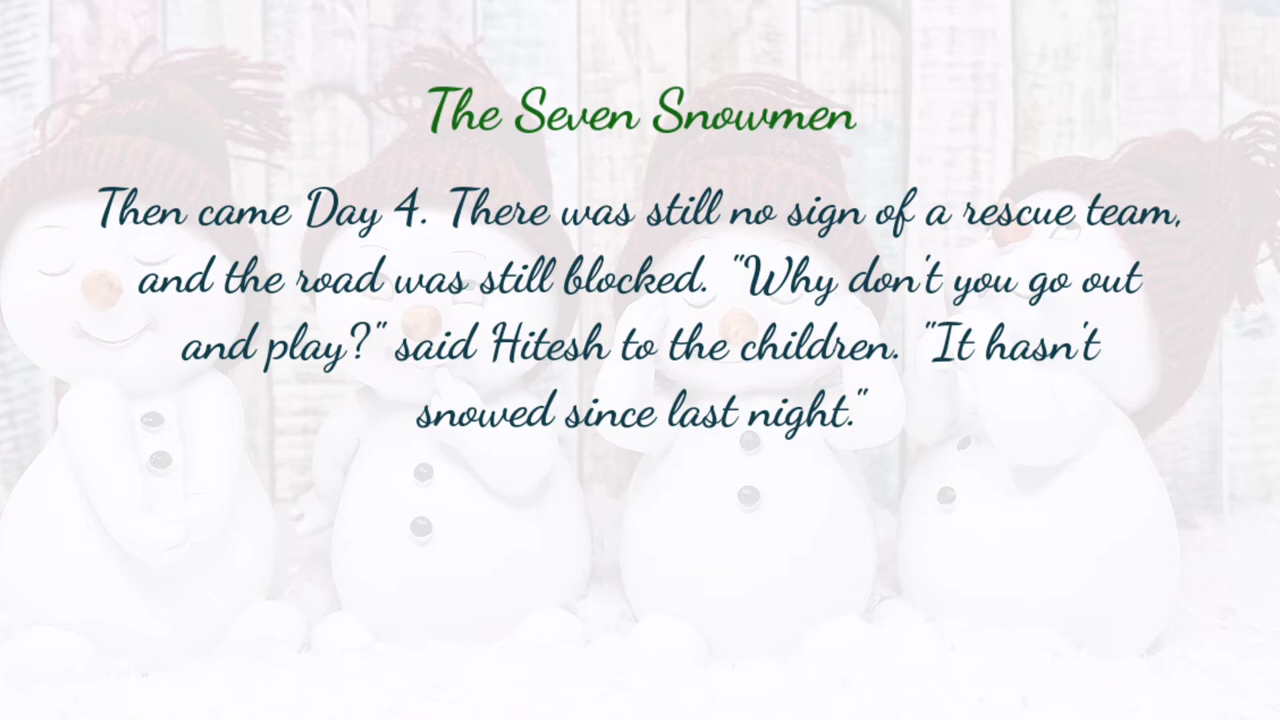 The Seven Snowmen
Then came Day 4. There was still no sign of a rescue team,
and the road was still blocked. "Why don't you go out
and play?" said Hitesh to the children. "It hasn't
snowed since last night."